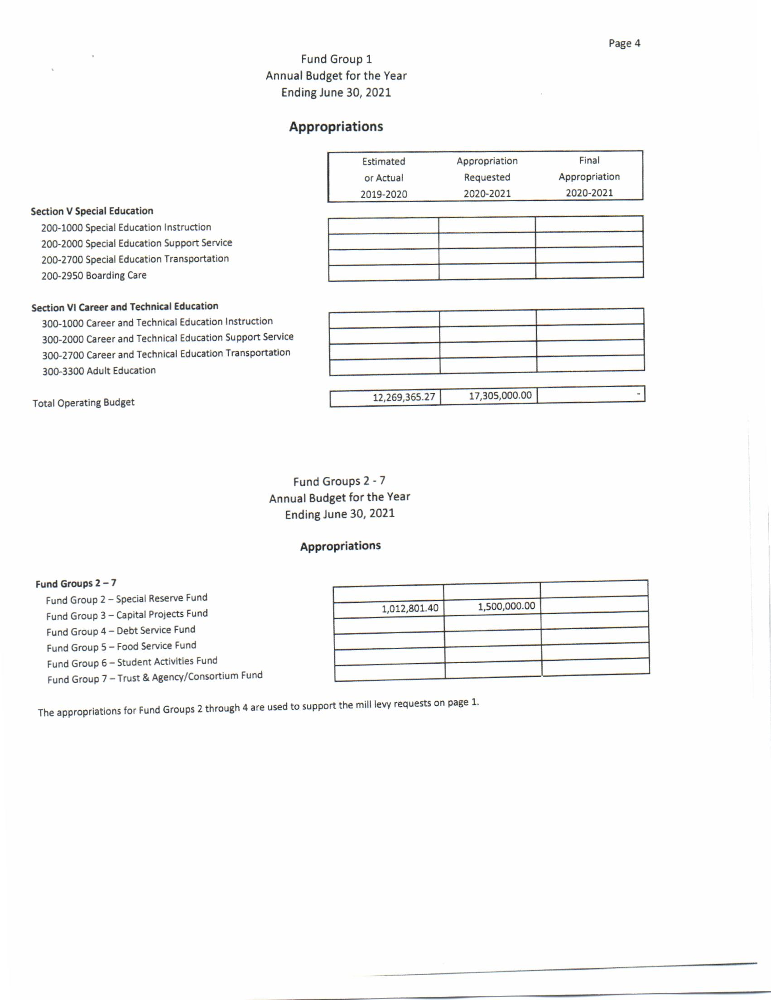 Page 4
Fund Group 1
Annual Budget for the Year
Ending June 30, 2021
Appropriations
Estimated Appropriation Final
or Actual Requested Appropriation
2019-2020 2020-2021 2020-2021
Section V Special Education
200-1000 Special Education Instruction
200-2000 Special Education Support Service
200-2700 Special Education Transportation
200-2950 Boarding Care
Section VI Career and Technical Education
300-1000 Career and Technical Education Instruction
300-2000 Career and Technical Education Support Service
300-2700 Career and Technical Education Transportation
300-3300 Adult Education
Total Operating Budget 12,269,365.27 17,305,000.00 -
Fund Groups 2 - 7
Annual Budget for the Year
Ending June 30, 2021
Appropriations
Fund Groups 2 – 7
Fund Group 2 – Special Reserve Fund
Fund Group 3 – Capital Projects Fund 1,012,801.40 1,500,000.00
Fund Group 4 – Debt Service Fund
Fund Group 5 – Food Service Fund
Fund Group 6 – Student Activities Fund
Fund Group 7 – Trust & Agency/Consortium Fund
The appropriations for Fund Groups 2 through 4 are used to support the mill levy requests on page 1.